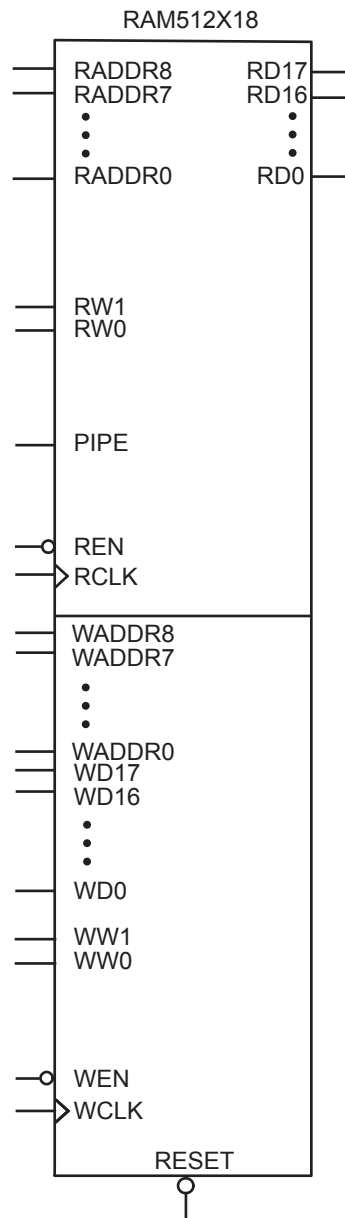 RAM512X18
RADDR8 RD17
RADDR7 RD16
RADDR0 RD0
RW1
RW0
PIPE
REN
RCLK
WADDR8
WADDR7
WADDR0
WD17
WD16
WD0
WW1
WW0
WEN
WCLK
RESET